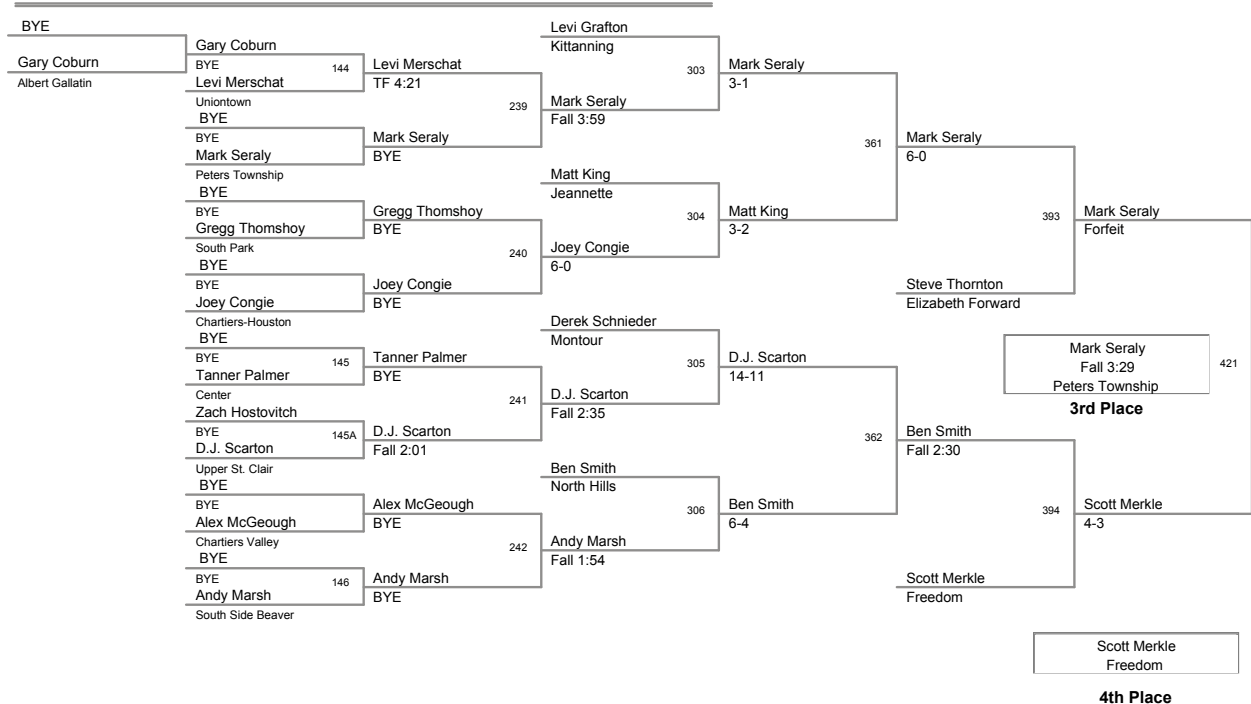 BYE
Gary Coburn
Albert Gallatin
Gary Coburn
BYE
144
Levi Merschat
Uniontown
BYE
BYE
Mark Seraly
Peters Township
BYE
BYE
Gregg Thomshoy
South Park
BYE
BYE
Joey Congie
Chartiers-Houston
BYE
BYE
145
Tanner Palmer
Center
Zach Hostovitch
BYE
145A
D.J. Scarton
Upper St. Clair
BYE
BYE
Alex McGeough
Chartiers Valley
BYE
BYE
146
Andy Marsh
South Side Beaver
Levi Merschat
TF 4:21
239
Mark Seraly
BYE
Gregg Thomshoy
BYE
240
Joey Congie
BYE
Tanner Palmer
BYE
241
D.J. Scarton
Fall 2:01
Alex McGeough
BYE
242
Andy Marsh
BYE
Levi Grafton
Kittanning
303
Mark Seraly
Fall 3:59
Matt King
Jeannette
304
Joey Congie
6-0
Derek Schnieder
Montour
305
D.J. Scarton
Fall 2:35
Ben Smith
North Hills
306
Andy Marsh
Fall 1:54
Mark Seraly
3-1
361
Matt King
3-2
D.J. Scarton
14-11
362
Ben Smith
6-4
Mark Seraly
6-0
393
Steve Thornton
Elizabeth Forward
Ben Smith
Fall 2:30
394
Scott Merkle
Freedom
Mark Seraly
Forfeit
421
Scott Merkle
4-3
Mark Seraly
Fall 3:29
Peters Township
3rd Place
Scott Merkle
Freedom
4th Place